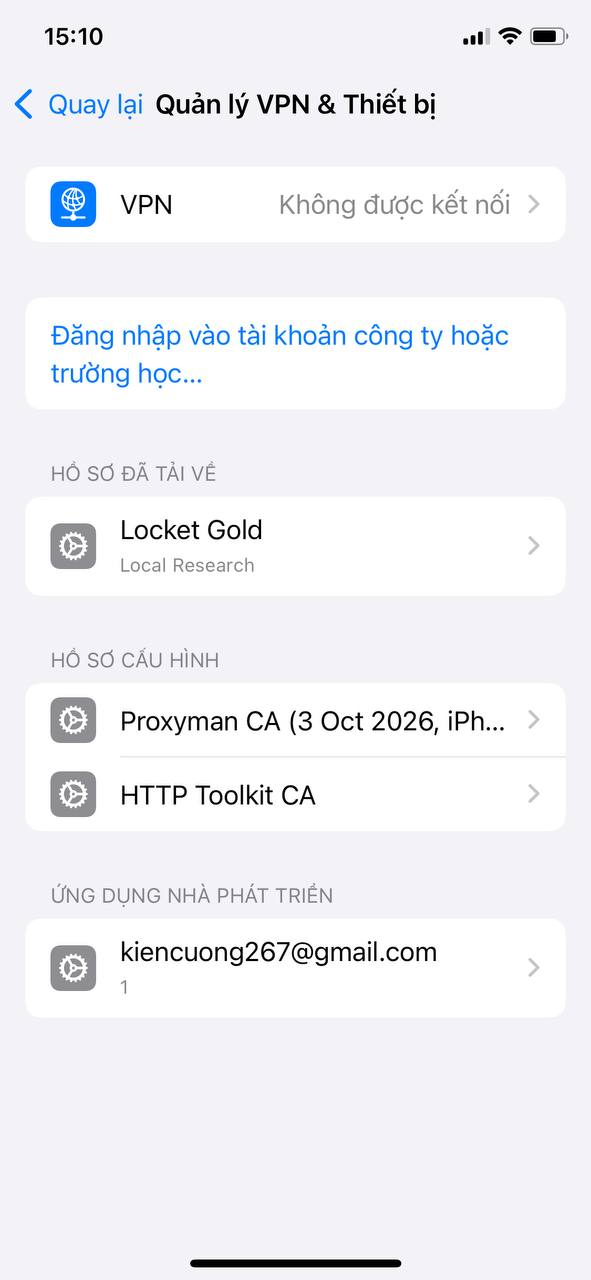 15:10
Quay lại Quản lý VPN & Thiết bị
VPN Không được kết nối
Đăng nhập vào tài khoản công ty hoặc
trường học...
HỒ SƠ ĐÃ TẢI VỀ
Locket Gold
Local Research
HỒ SƠ CẤU HÌNH
Proxyman CA (3 Oct 2026, iPh...
HTTP Toolkit CA
ỨNG DỤNG NHÀ PHÁT TRIỂN
kiencuong267@gmail.com
1